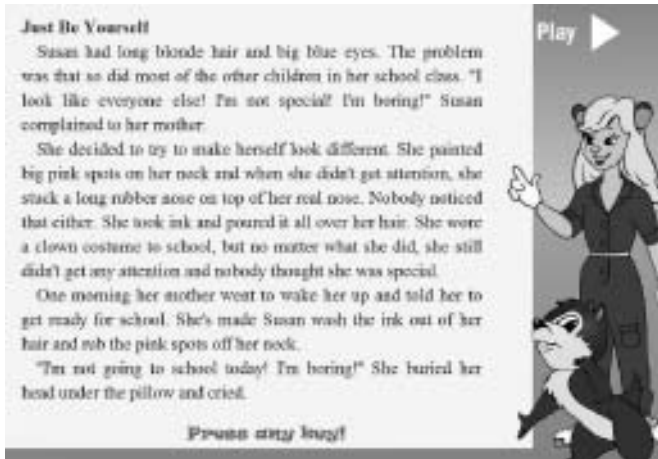 Just Be Yourself
Play
Susan had long blonde hair and big blue eyes. The problem
was that so did most of the other children in her school class. "I
look like everyone else! I'm not special! I'm boring!" Susan
complained to her mother.
She decided to try to make herself look different. She painted
big pink spots on her neck and when she didn't get attention, she
stuck a long rubber nose on top of her real nose. Nobody noticed
that either. She took ink and poured it all over her hair. She wore
a clown costume to school, but no matter what she did, she still
didn't get any attention and nobody thought she was special.
One morning her mother went to wake her up and told her to
get ready for school. She's made Susan wash the ink out of her
hair and rub the pink spots off her neck.
"I'm not going to school today! I'm boring!" She buried her
head under the pillow and cried.
Press any key!